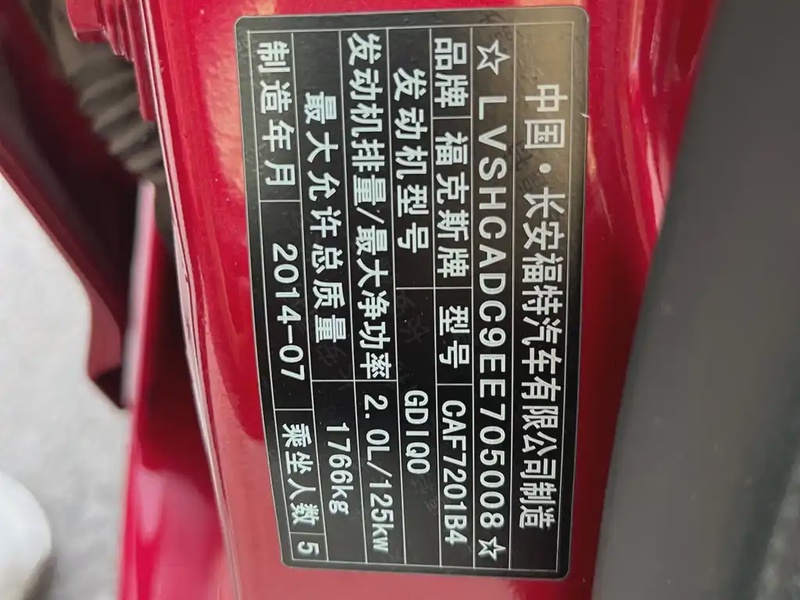 中国·长安福特汽车有限公司制造
☆LVSHCADC9EE705008☆
品牌 福克斯牌 型号 CAF7201B4
发动机型号 GDIQ0
发动机排量/最大净功率 2.0L/125kw
最大允许总质量 1766kg
制造年月 2014-07 乘坐人数 5